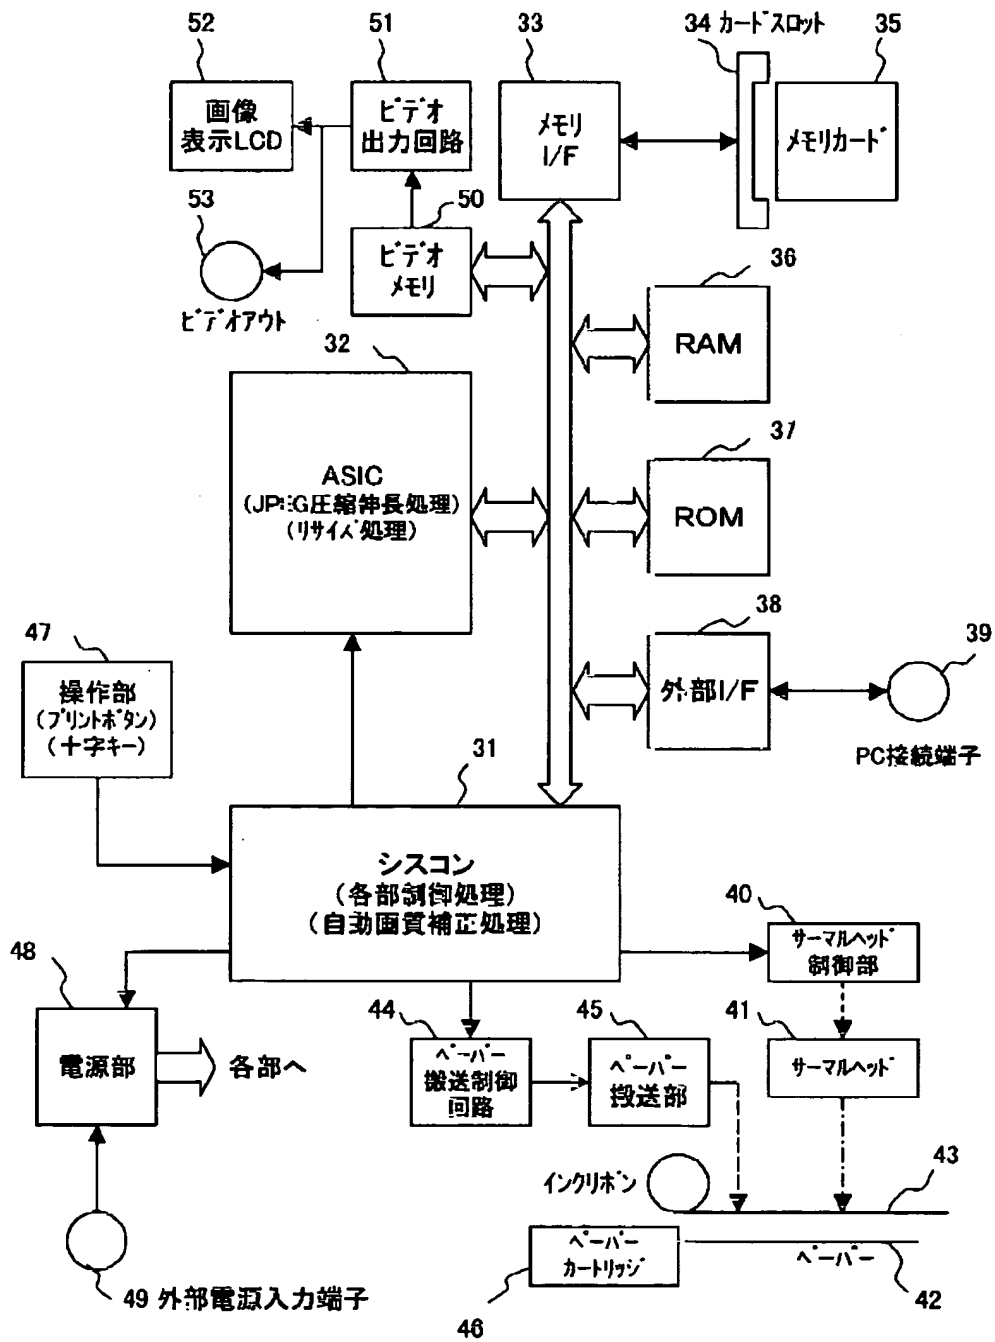 52
51
33
34 カードスロット
35
画像
表示LCD
ビデオ
出力回路
メモリ
I/F
メモリカード
53
50
ビデオ
メモリ
ビデオアウト
36
RAM
32
ASIC
(JPEG圧縮伸長処理)
(リサイズ処理)
37
ROM
38
外部I/F
39
PC接続端子
47
操作部
(プリントボタン)
(十字キー)
31
シスコン
(各部制御処理)
(自動画質補正処理)
40
サーマルヘッド
制御部
48
電源部
各部へ
44
ペーパー
搬送制御
回路
45
ペーパー
搬送部
41
サーマルヘッド
インクリボン
43
ペーパー
カートリッジ
ペーパー
49 外部電源入力端子
46
42